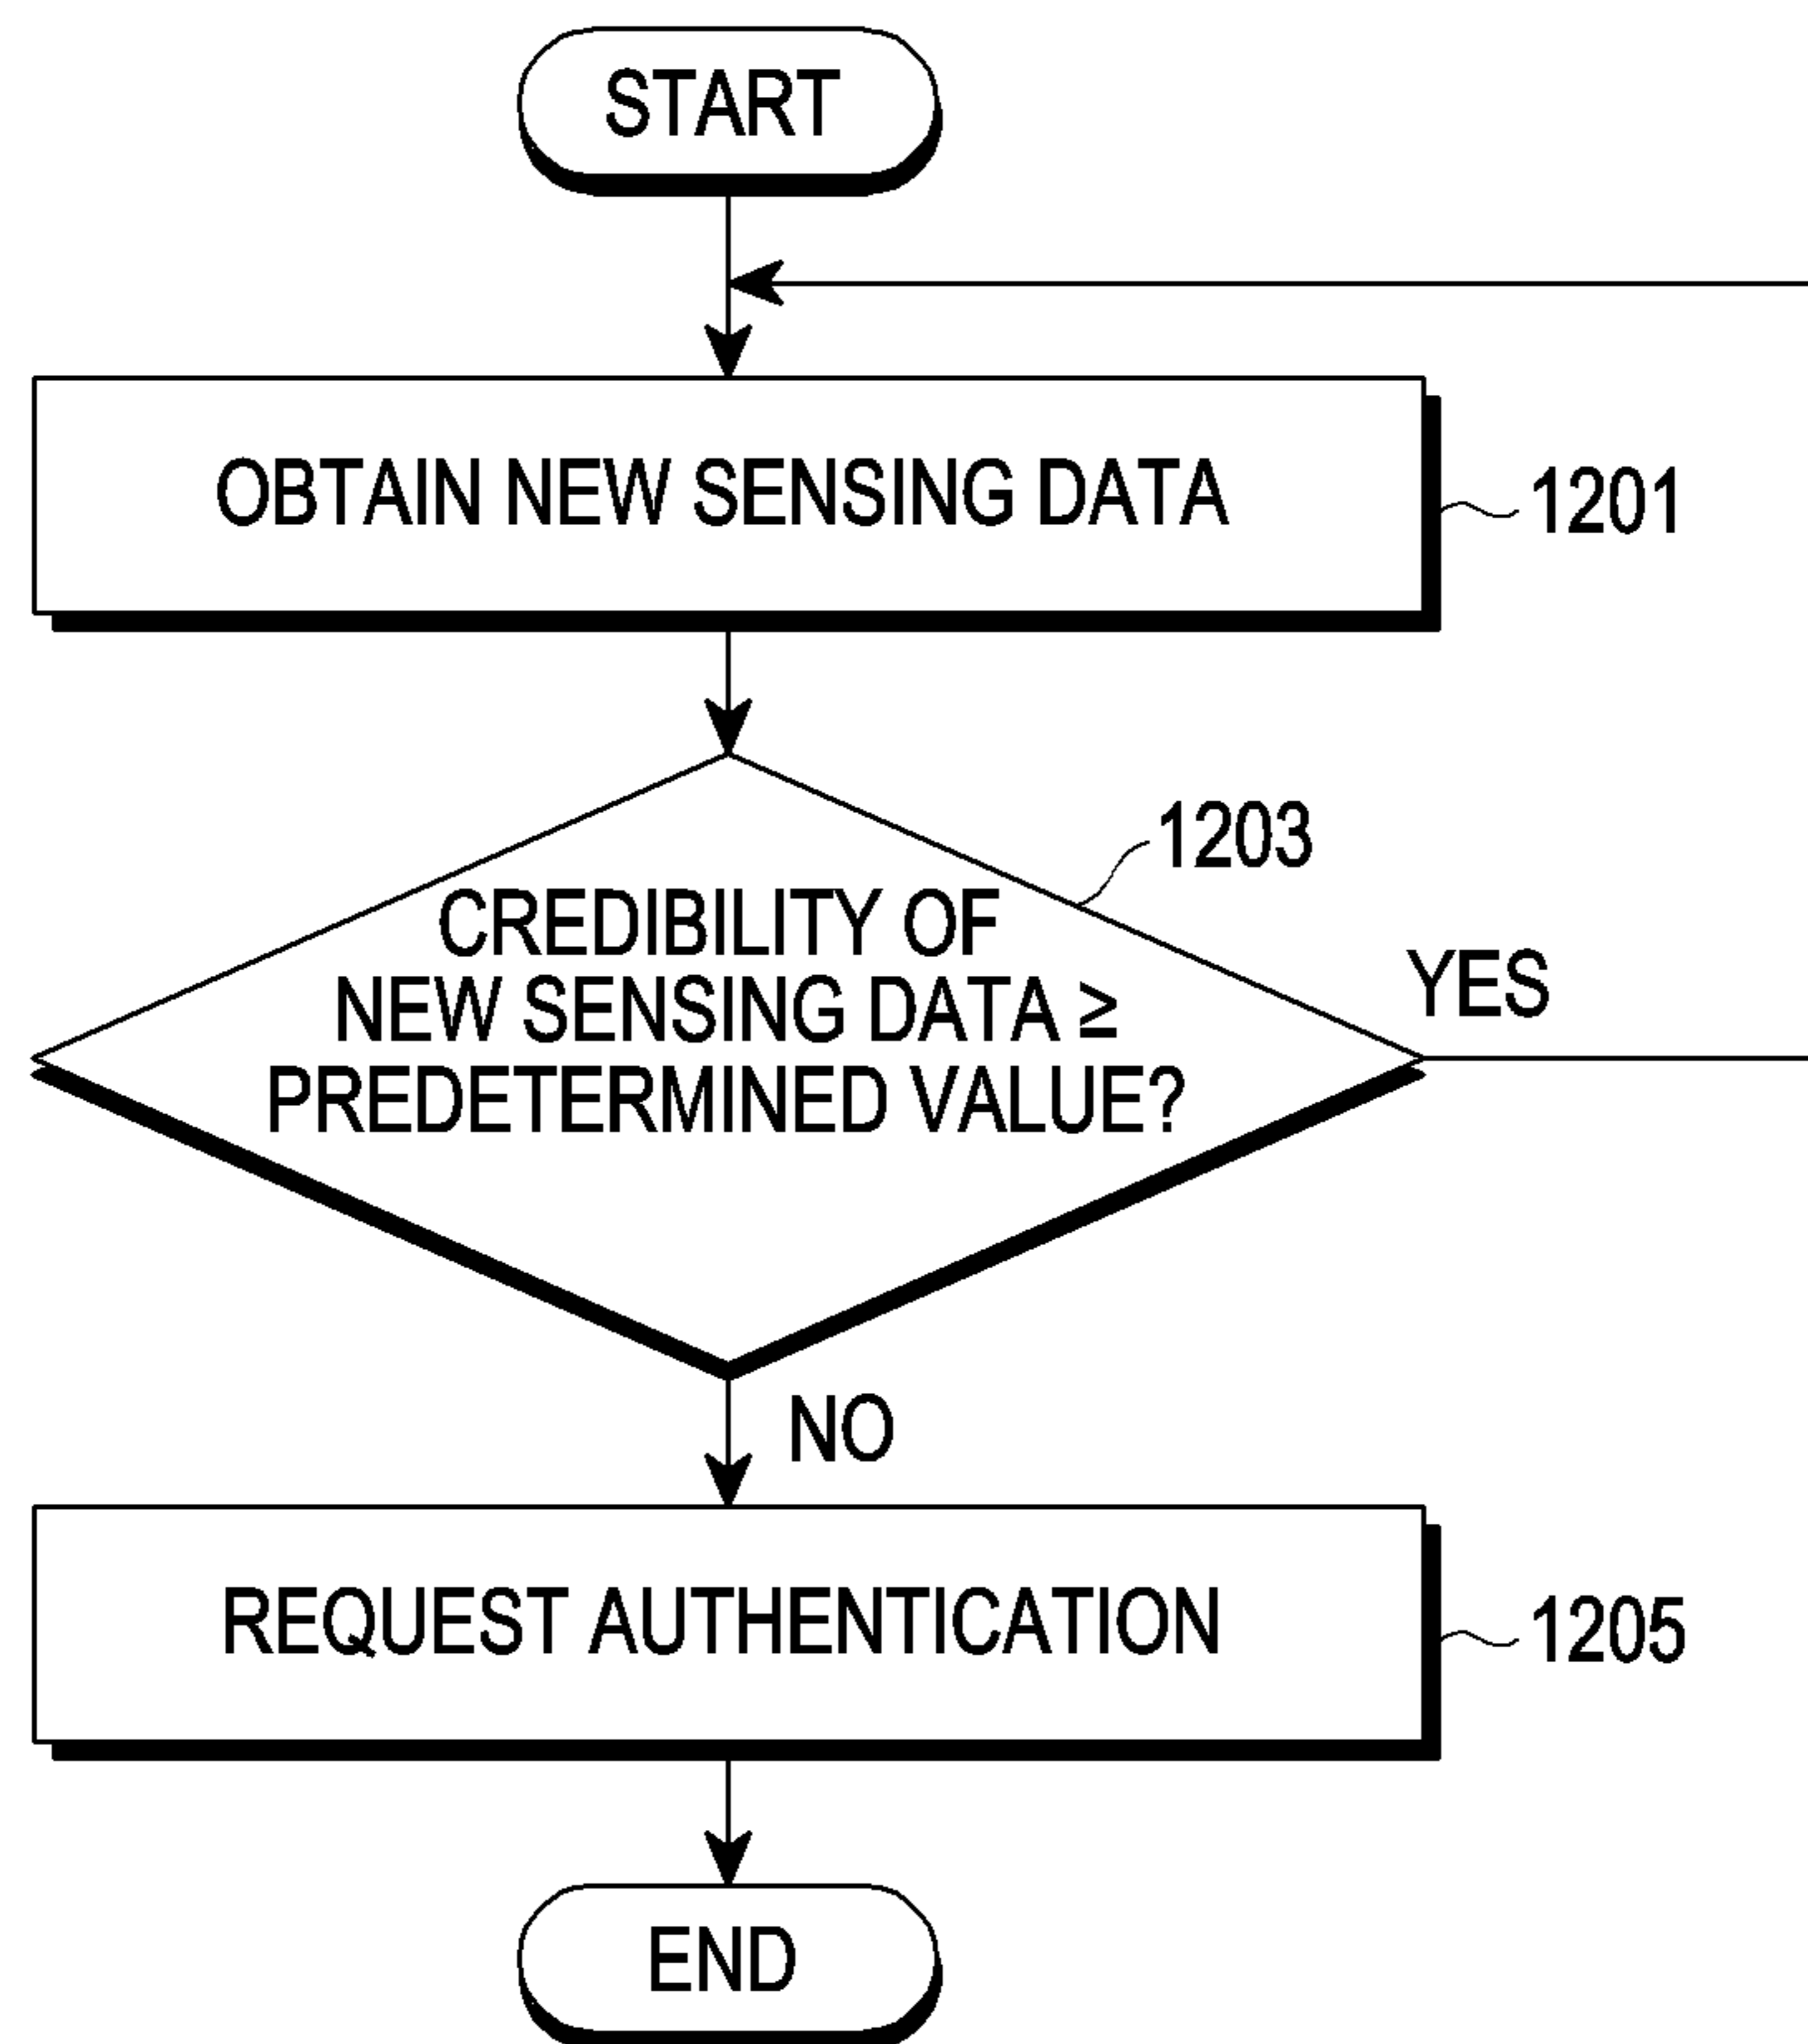 START
OBTAIN NEW SENSING DATA
1201
1203
CREDIBILITY OF
NEW SENSING DATA ≥
PREDETERMINED VALUE?
YES
NO
REQUEST AUTHENTICATION
1205
END